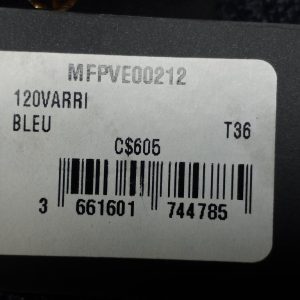 MFPVE00212
120VARRI
BLEU T36
C$605
3 661601 744785